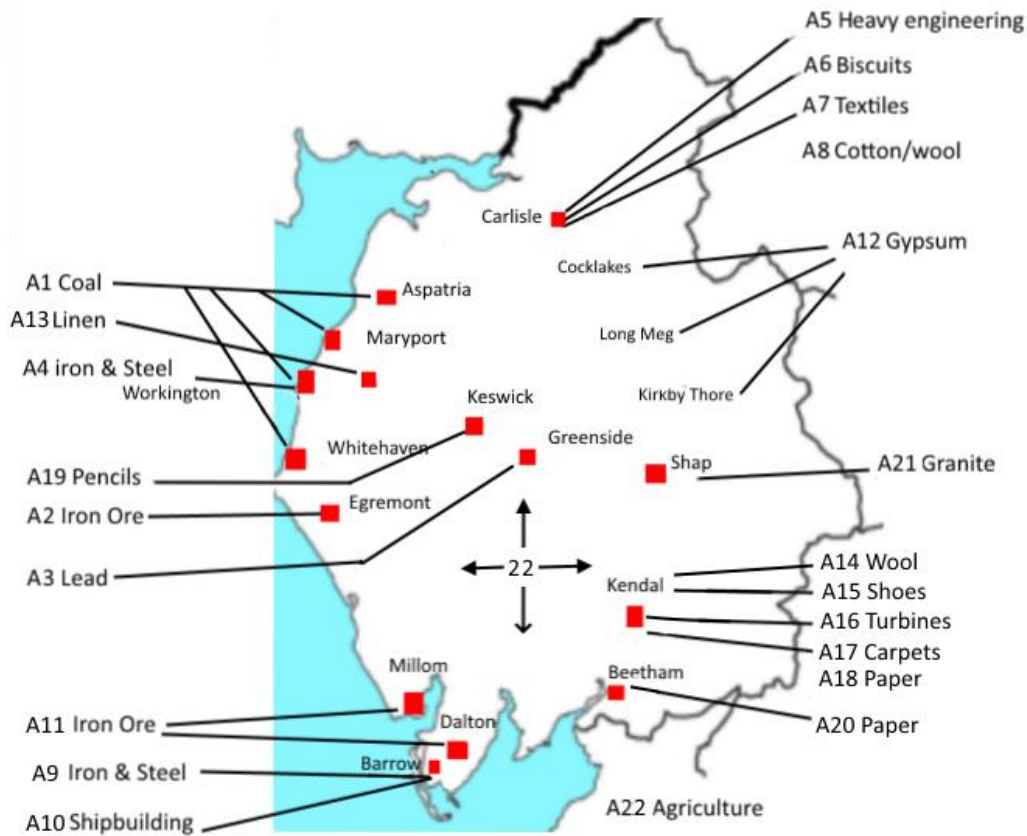 A5 Heavy engineering
A6 Biscuits
A7 Textiles
A8 Cotton/wool
Carlisle
A12 Gypsum
Cocklakes
A1 Coal
Aspatria
A13 Linen
Maryport
Long Meg
A4 iron & Steel
Workington
Keswick
Kirkby Thore
Greenside
Whitehaven
Shap
A21 Granite
A19 Pencils
Egremont
A2 Iron Ore
A3 Lead
22
A14 Wool
Kendal
A15 Shoes
A16 Turbines
A17 Carpets
Millom
Beetham
A18 Paper
A11 Iron Ore
Dalton
A20 Paper
Barrow
A9 Iron & Steel
A22 Agriculture
A10 Shipbuilding